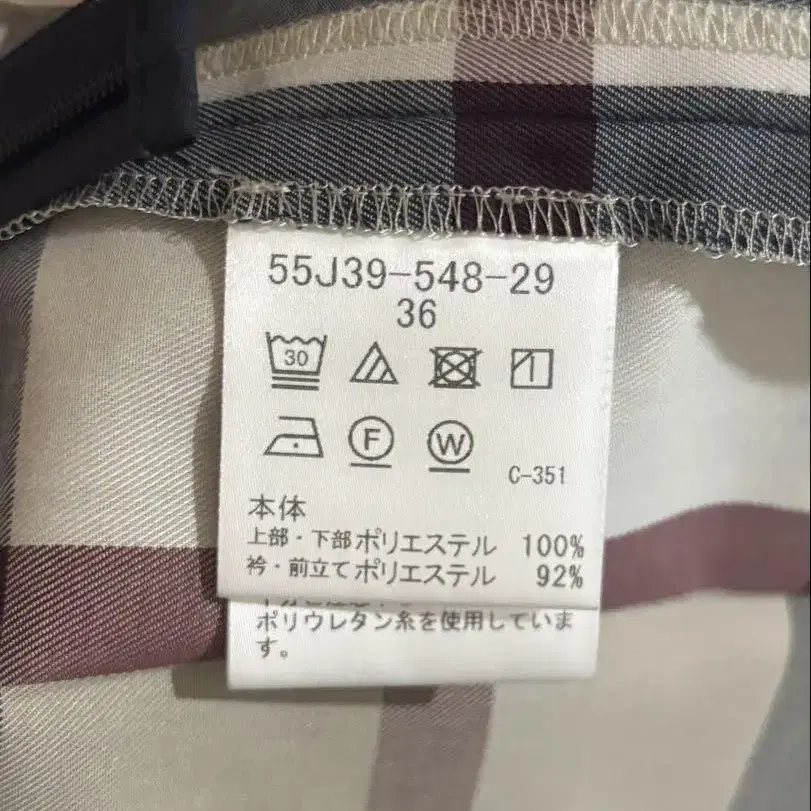 55J39-548-29
36
30
F
W
C-351
本体
上部・下部ポリエステル 100%
衿・前立てポリエステル 92%
ポリウレタン糸を使用していま
す。